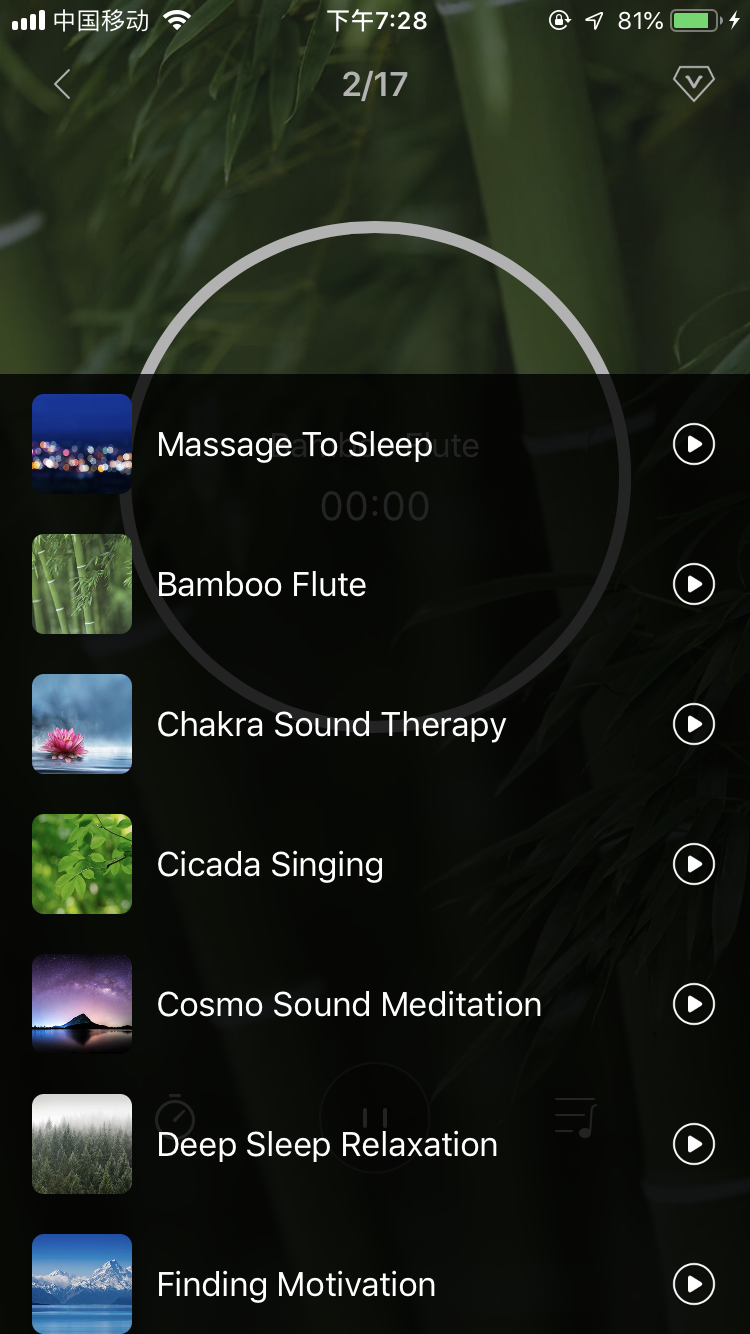 中国移动
下午7:28
81%
2/17
Massage To Sleep
Bamboo Flute
00:00
Bamboo Flute
Chakra Sound Therapy
Cicada Singing
Cosmo Sound Meditation
Deep Sleep Relaxation
Finding Motivation